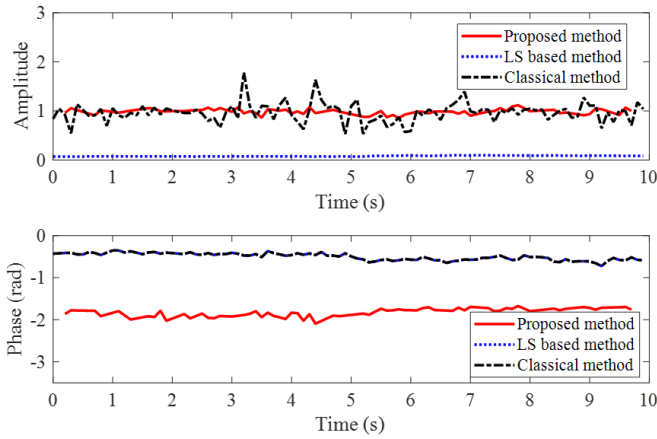 3
2
1
0
Amplitude
Proposed method
LS based method
Classical method
0 1 2 3 4 5 6 7 8 9 10
Time (s)
0
-1
-2
-3
Phase (rad)
Proposed method
LS based method
Classical method
0 1 2 3 4 5 6 7 8 9 10
Time (s)